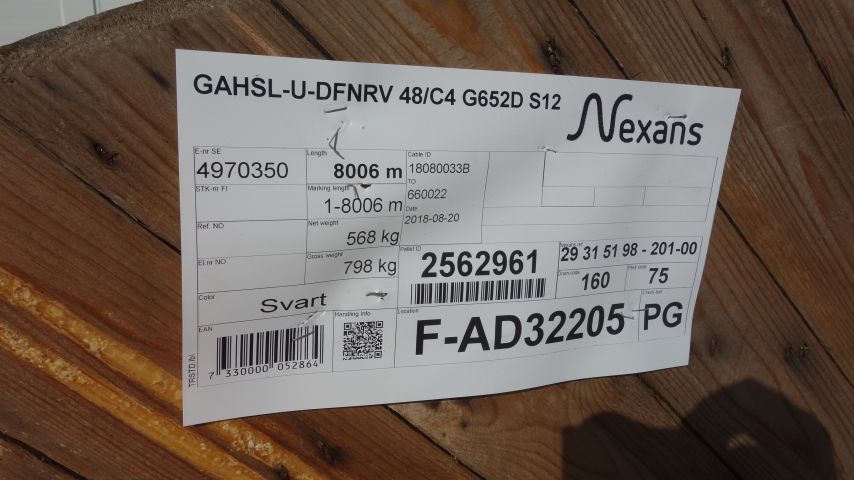 GAHSL-U-DFNRV 48/C4 G652D S12
Nexans
E-nr SE
4970350
Length
8006 m
Cable ID
18080033B
STK-nr FI
Marking length
1-8006 m
TO
660022
Date
2018-08-20
Ref. NO
Net weight
568 kg
El.nr NO
Gross weight
798 kg
Pallet ID
2562961
29 31 51 98 - 201-00
Drum code
160
75
Color
Svart
Handling info
Location
F-AD32205
PG
EAN
7 330000 052864